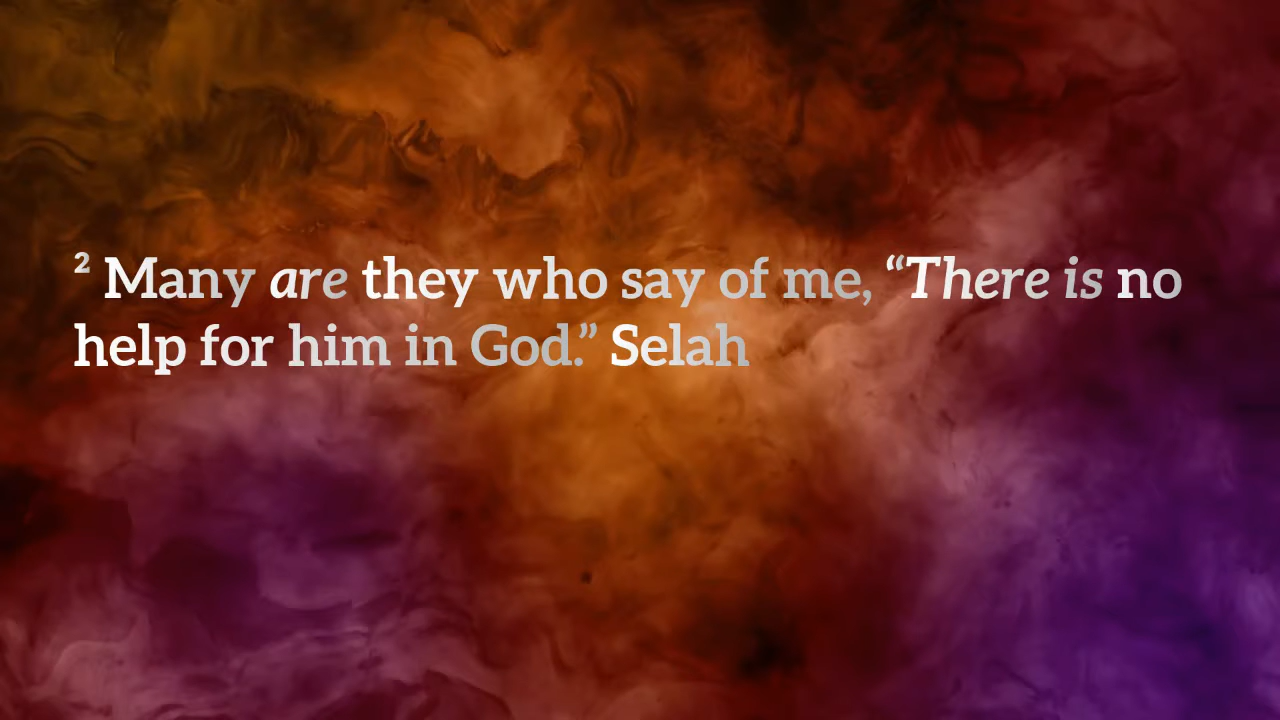 ² Many are they who say of me, “There is no
help for him in God.” Selah